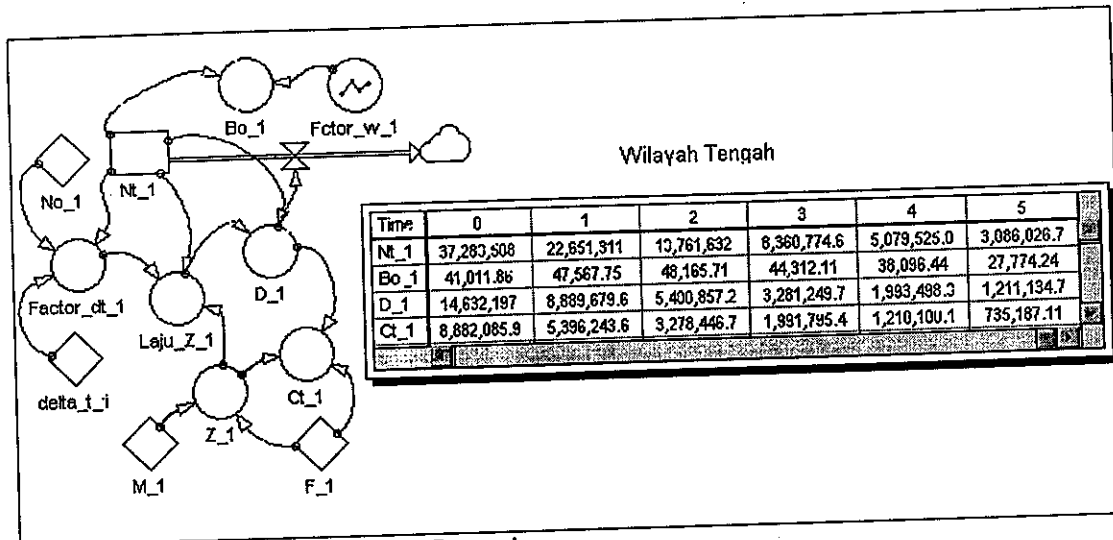 Bo_1
Fctor_w_1
Wilayah Tengah
No_1
Nt_1
D_1
Factor_dt_1
Laju_Z_1
delta_t_i
Ct_1
Z_1
M_1
F_1
Time 0 1 2 3 4 5
Nt_1 37,283,508 22,651,311 13,761,632 8,360,774.6 5,079,525.0 3,086,026.7
Bo_1 41,011.86 47,567.75 48,165.71 44,312.11 38,096.44 27,774.24
D_1 14,632,197 8,889,679.6 5,400,857.2 3,281,249.7 1,993,498.3 1,211,134.7
Ct_1 8,882,085.9 5,396,243.6 3,278,446.7 1,991,795.4 1,210,100.1 735,187.11